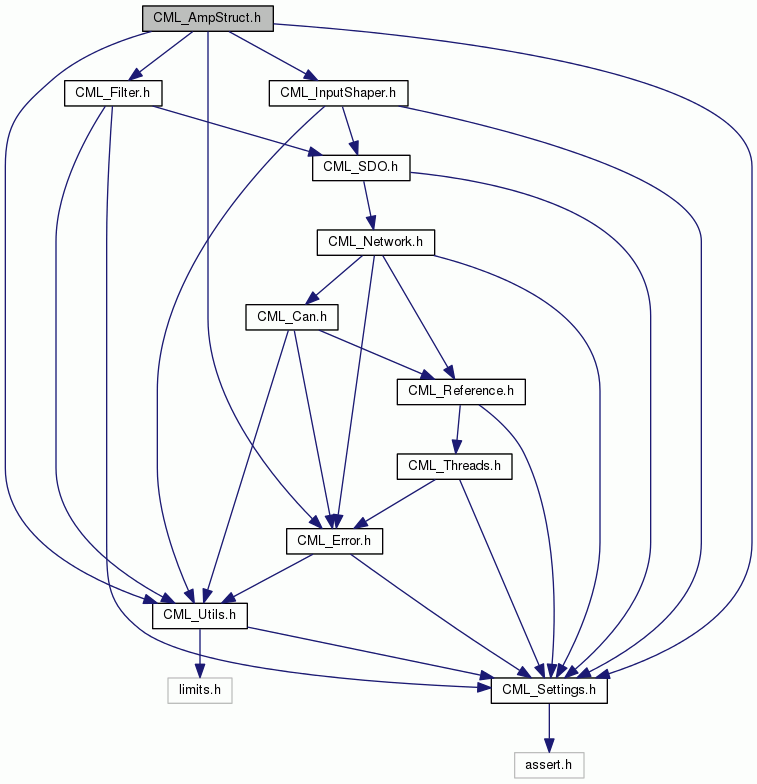 CML_AmpStruct.h
CML_Filter.h
CML_InputShaper.h
CML_SDO.h
CML_Network.h
CML_Can.h
CML_Reference.h
CML_Threads.h
CML_Error.h
CML_Utils.h
limits.h
CML_Settings.h
assert.h